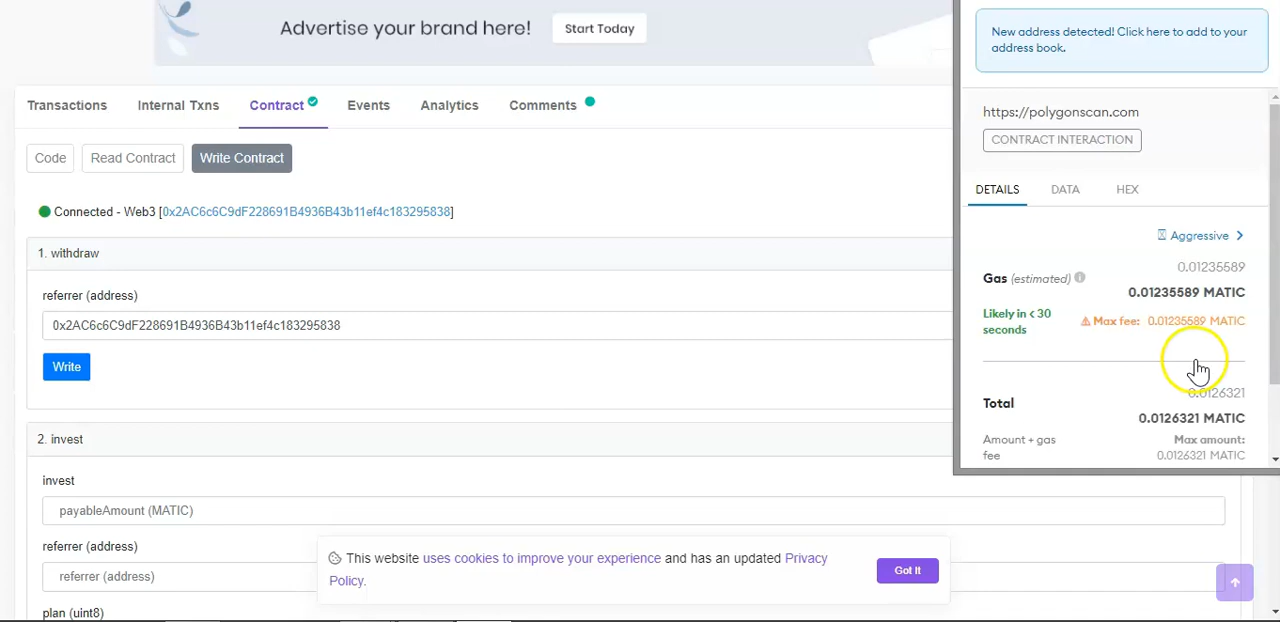 Advertise your brand here!
Start Today
Transactions
Internal Txns
Contract
Events
Analytics
Comments
Code
Read Contract
Write Contract
Connected - Web3 [0x2AC6c6C9dF228691B4936B43b11ef4c183295838]
1. withdraw
referrer (address)
0x2AC6c6C9dF228691B4936B43b11ef4c183295838
Write
2. invest
invest
payableAmount (MATIC)
referrer (address)
referrer (address)
plan (uint8)
This website uses cookies to improve your experience and has an updated Privacy
Policy.
Got It
New address detected! Click here to add to your
address book.
https://polygonscan.com
CONTRACT INTERACTION
DETAILS
DATA
HEX
Aggressive
0.01235589
Gas (estimated)
0.01235589 MATIC
Likely in < 30
seconds
Max fee: 0.01235589 MATIC
0.0126321
Total
0.0126321 MATIC
Amount + gas
fee
Max amount:
0.0126321 MATIC